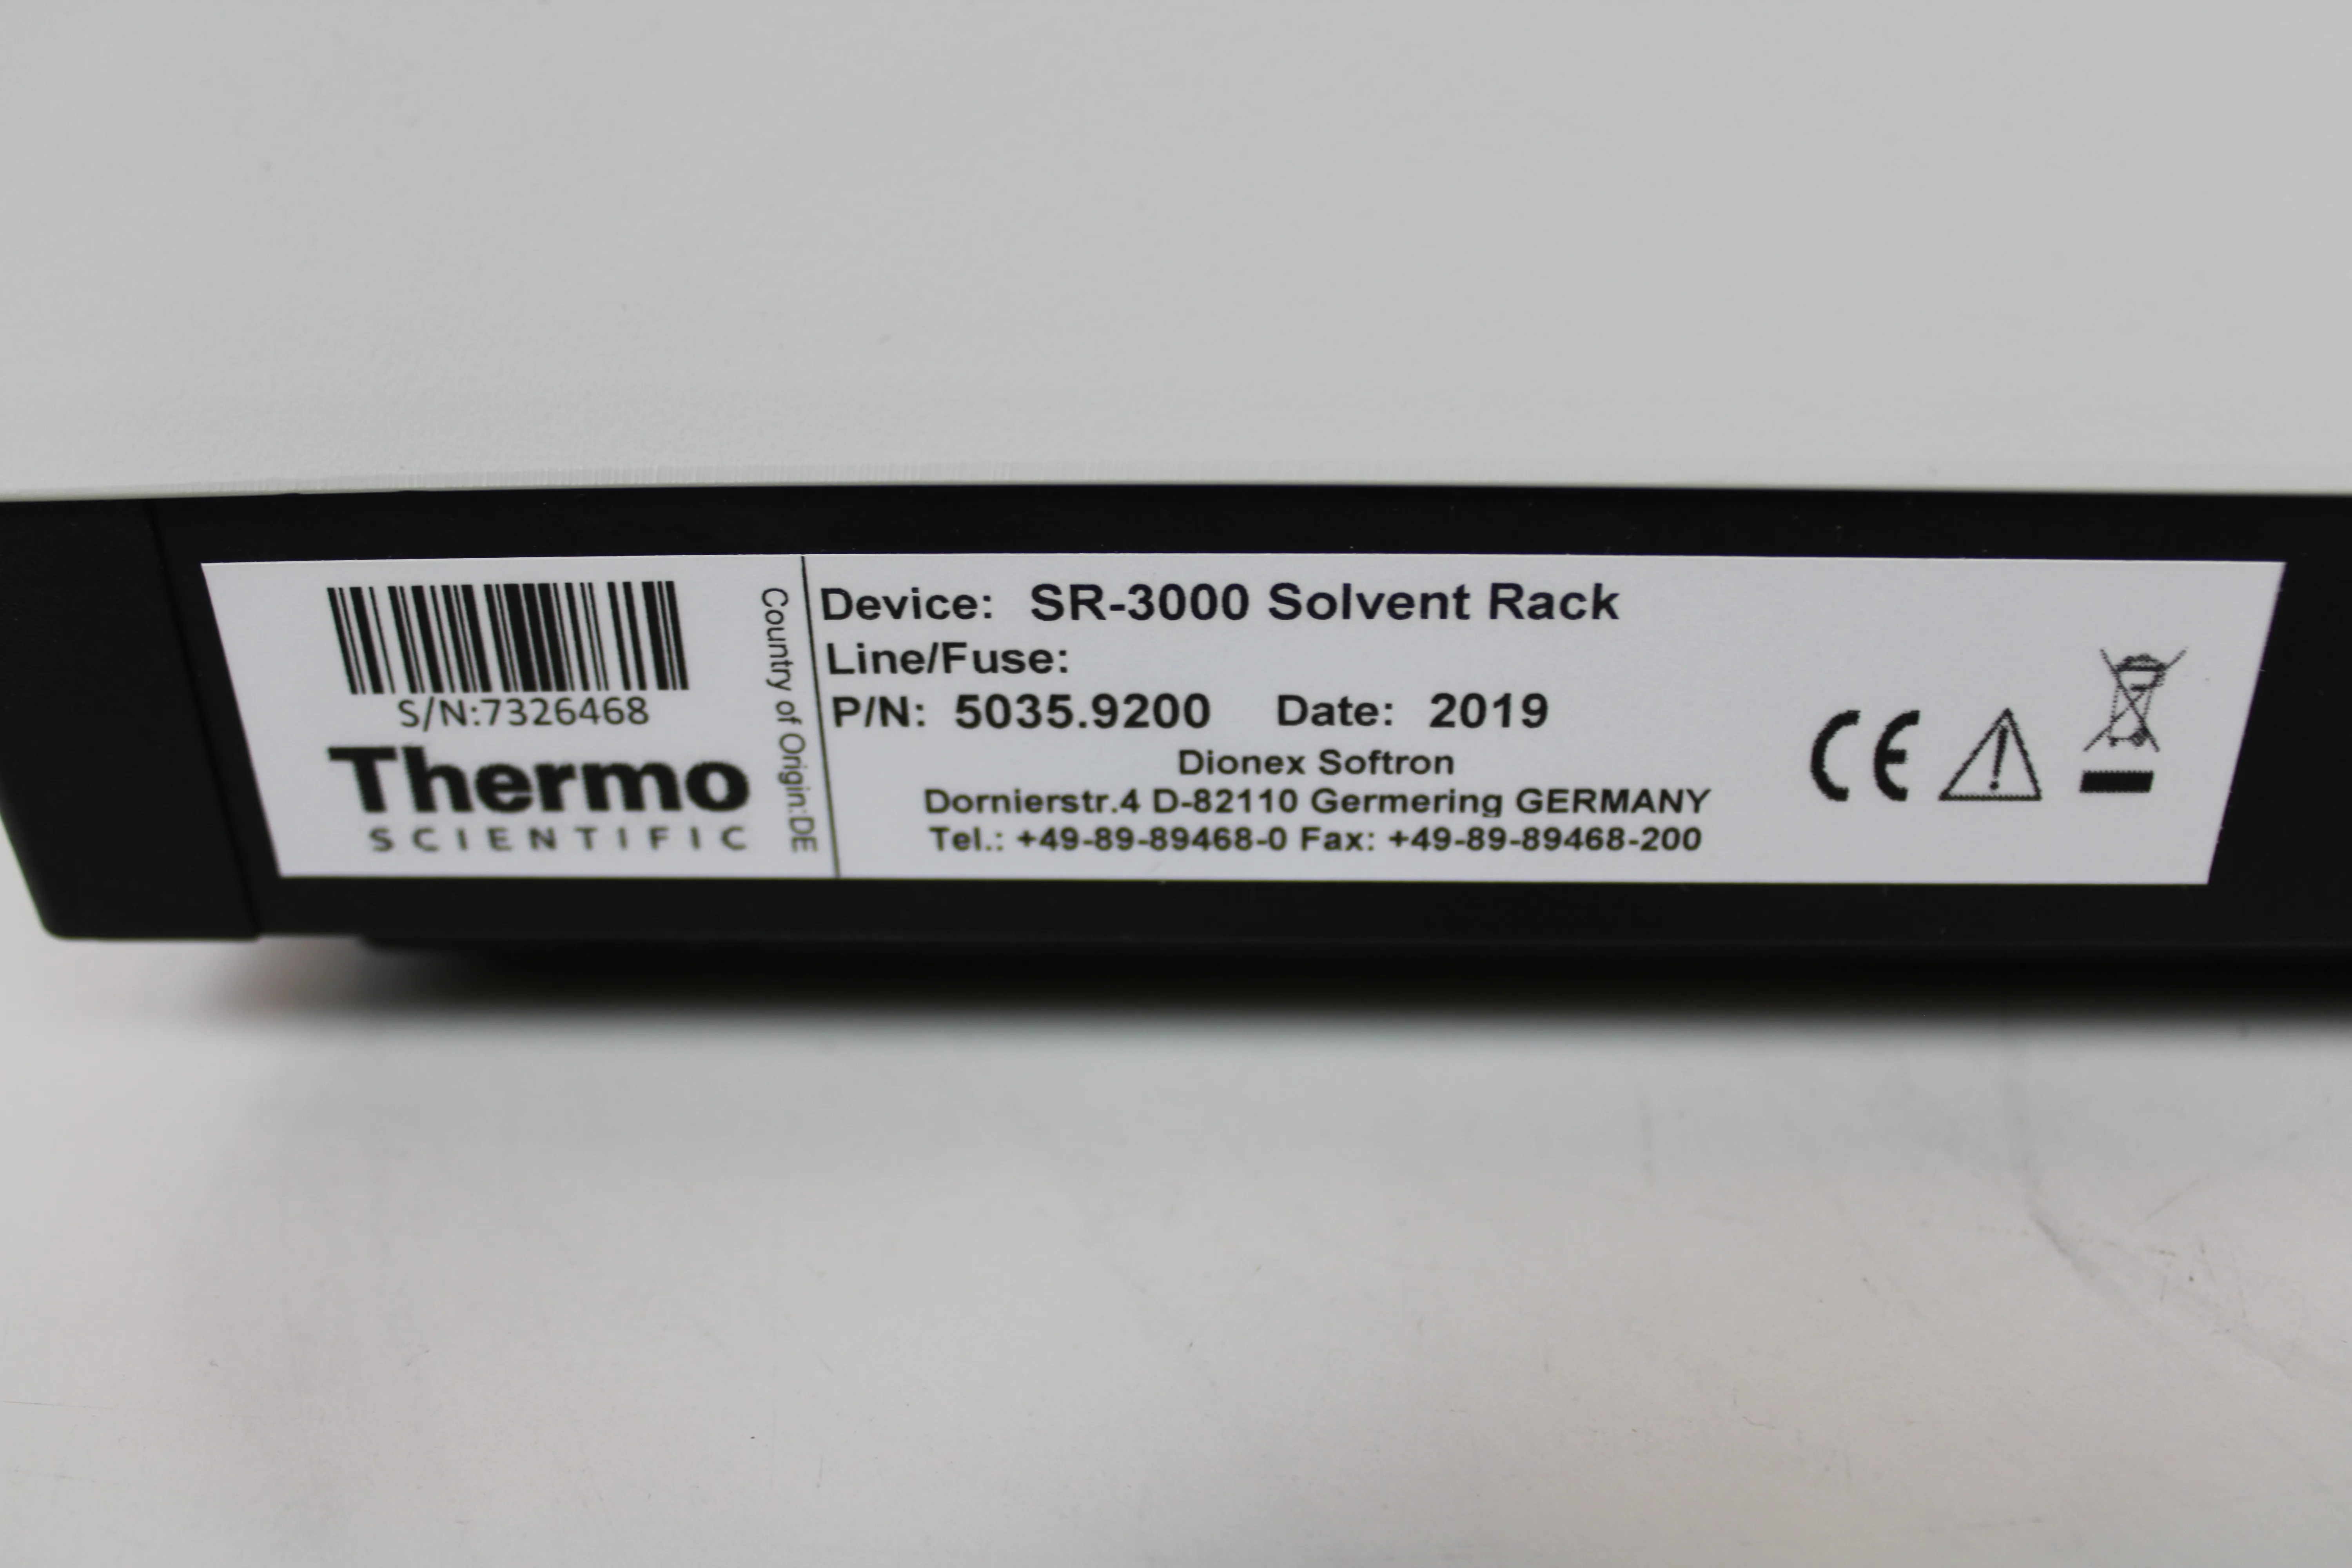 S/N:7326468
Thermo
SCIENTIFIC
Country of Origin:DE
Device: SR-3000 Solvent Rack
Line/Fuse:
P/N: 5035.9200 Date: 2019
Dionex Softron
Dornierstr.4 D-82110 Germering GERMANY
Tel.: +49-89-89468-0 Fax: +49-89-89468-200
CE